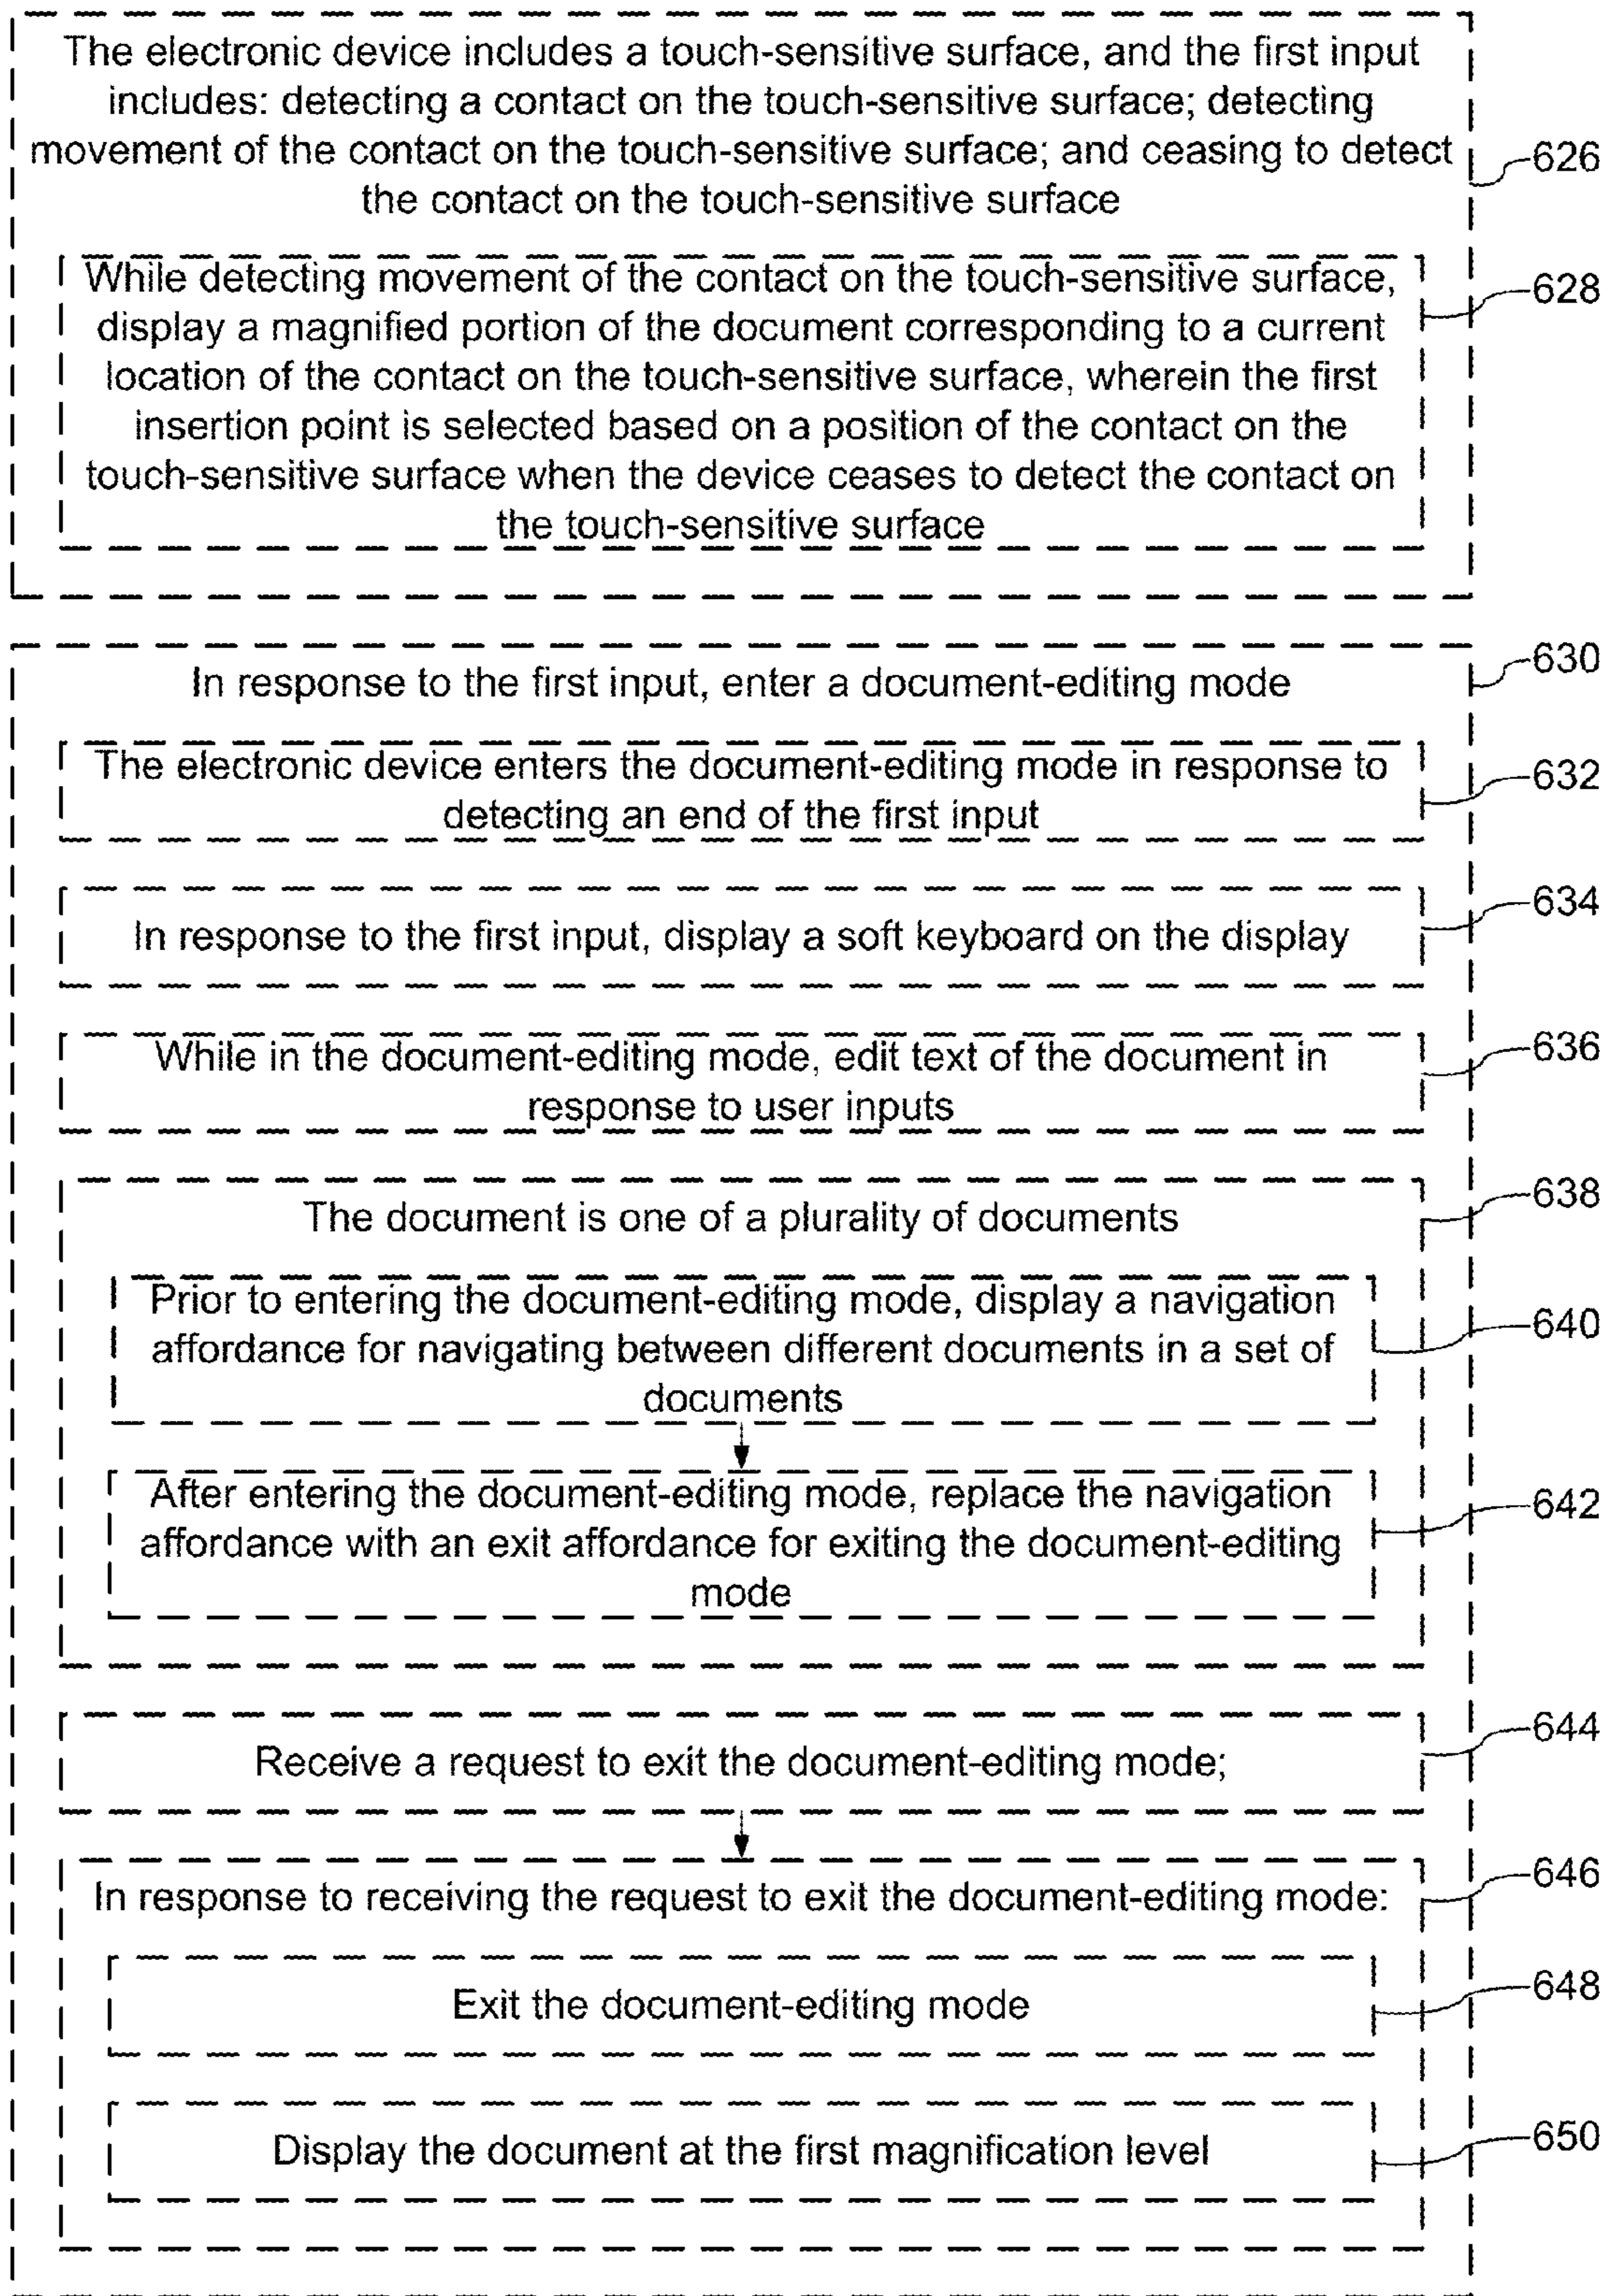 The electronic device includes a touch-sensitive surface, and the first input
includes: detecting a contact on the touch-sensitive surface; detecting
movement of the contact on the touch-sensitive surface; and ceasing to detect
the contact on the touch-sensitive surface
626
While detecting movement of the contact on the touch-sensitive surface,
display a magnified portion of the document corresponding to a current
location of the contact on the touch-sensitive surface, wherein the first
insertion point is selected based on a position of the contact on the
touch-sensitive surface when the device ceases to detect the contact on
the touch-sensitive surface
628
In response to the first input, enter a document-editing mode
630
The electronic device enters the document-editing mode in response to
detecting an end of the first input
632
In response to the first input, display a soft keyboard on the display
634
While in the document-editing mode, edit text of the document in
response to user inputs
636
The document is one of a plurality of documents
638
Prior to entering the document-editing mode, display a navigation
affordance for navigating between different documents in a set of
documents
640
After entering the document-editing mode, replace the navigation
affordance with an exit affordance for exiting the document-editing
mode
642
Receive a request to exit the document-editing mode;
644
In response to receiving the request to exit the document-editing mode:
646
Exit the document-editing mode
648
Display the document at the first magnification level
650